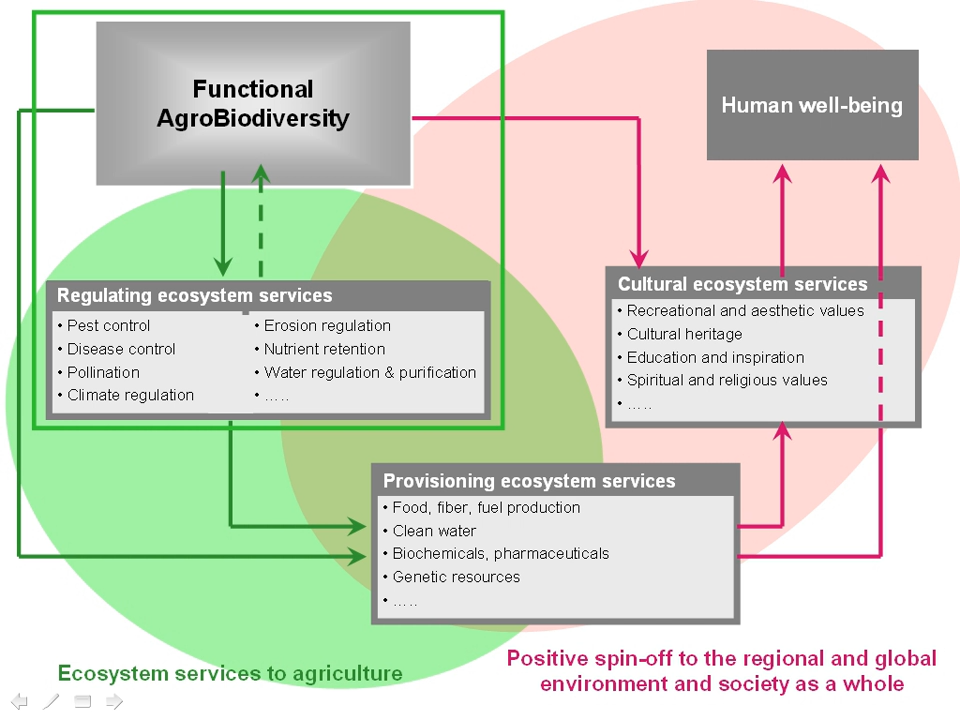 Functional
AgroBiodiversity
Human well-being
Regulating ecosystem services
• Pest control
• Disease control
• Pollination
• Climate regulation
• Erosion regulation
• Nutrient retention
• Water regulation & purification
• .....
Cultural ecosystem services
• Recreational and aesthetic values
• Cultural heritage
• Education and inspiration
• Spiritual and religious values
• .....
Provisioning ecosystem services
• Food, fiber, fuel production
• Clean water
• Biochemicals, pharmaceuticals
• Genetic resources
• .....
Ecosystem services to agriculture
Positive spin-off to the regional and global
environment and society as a whole